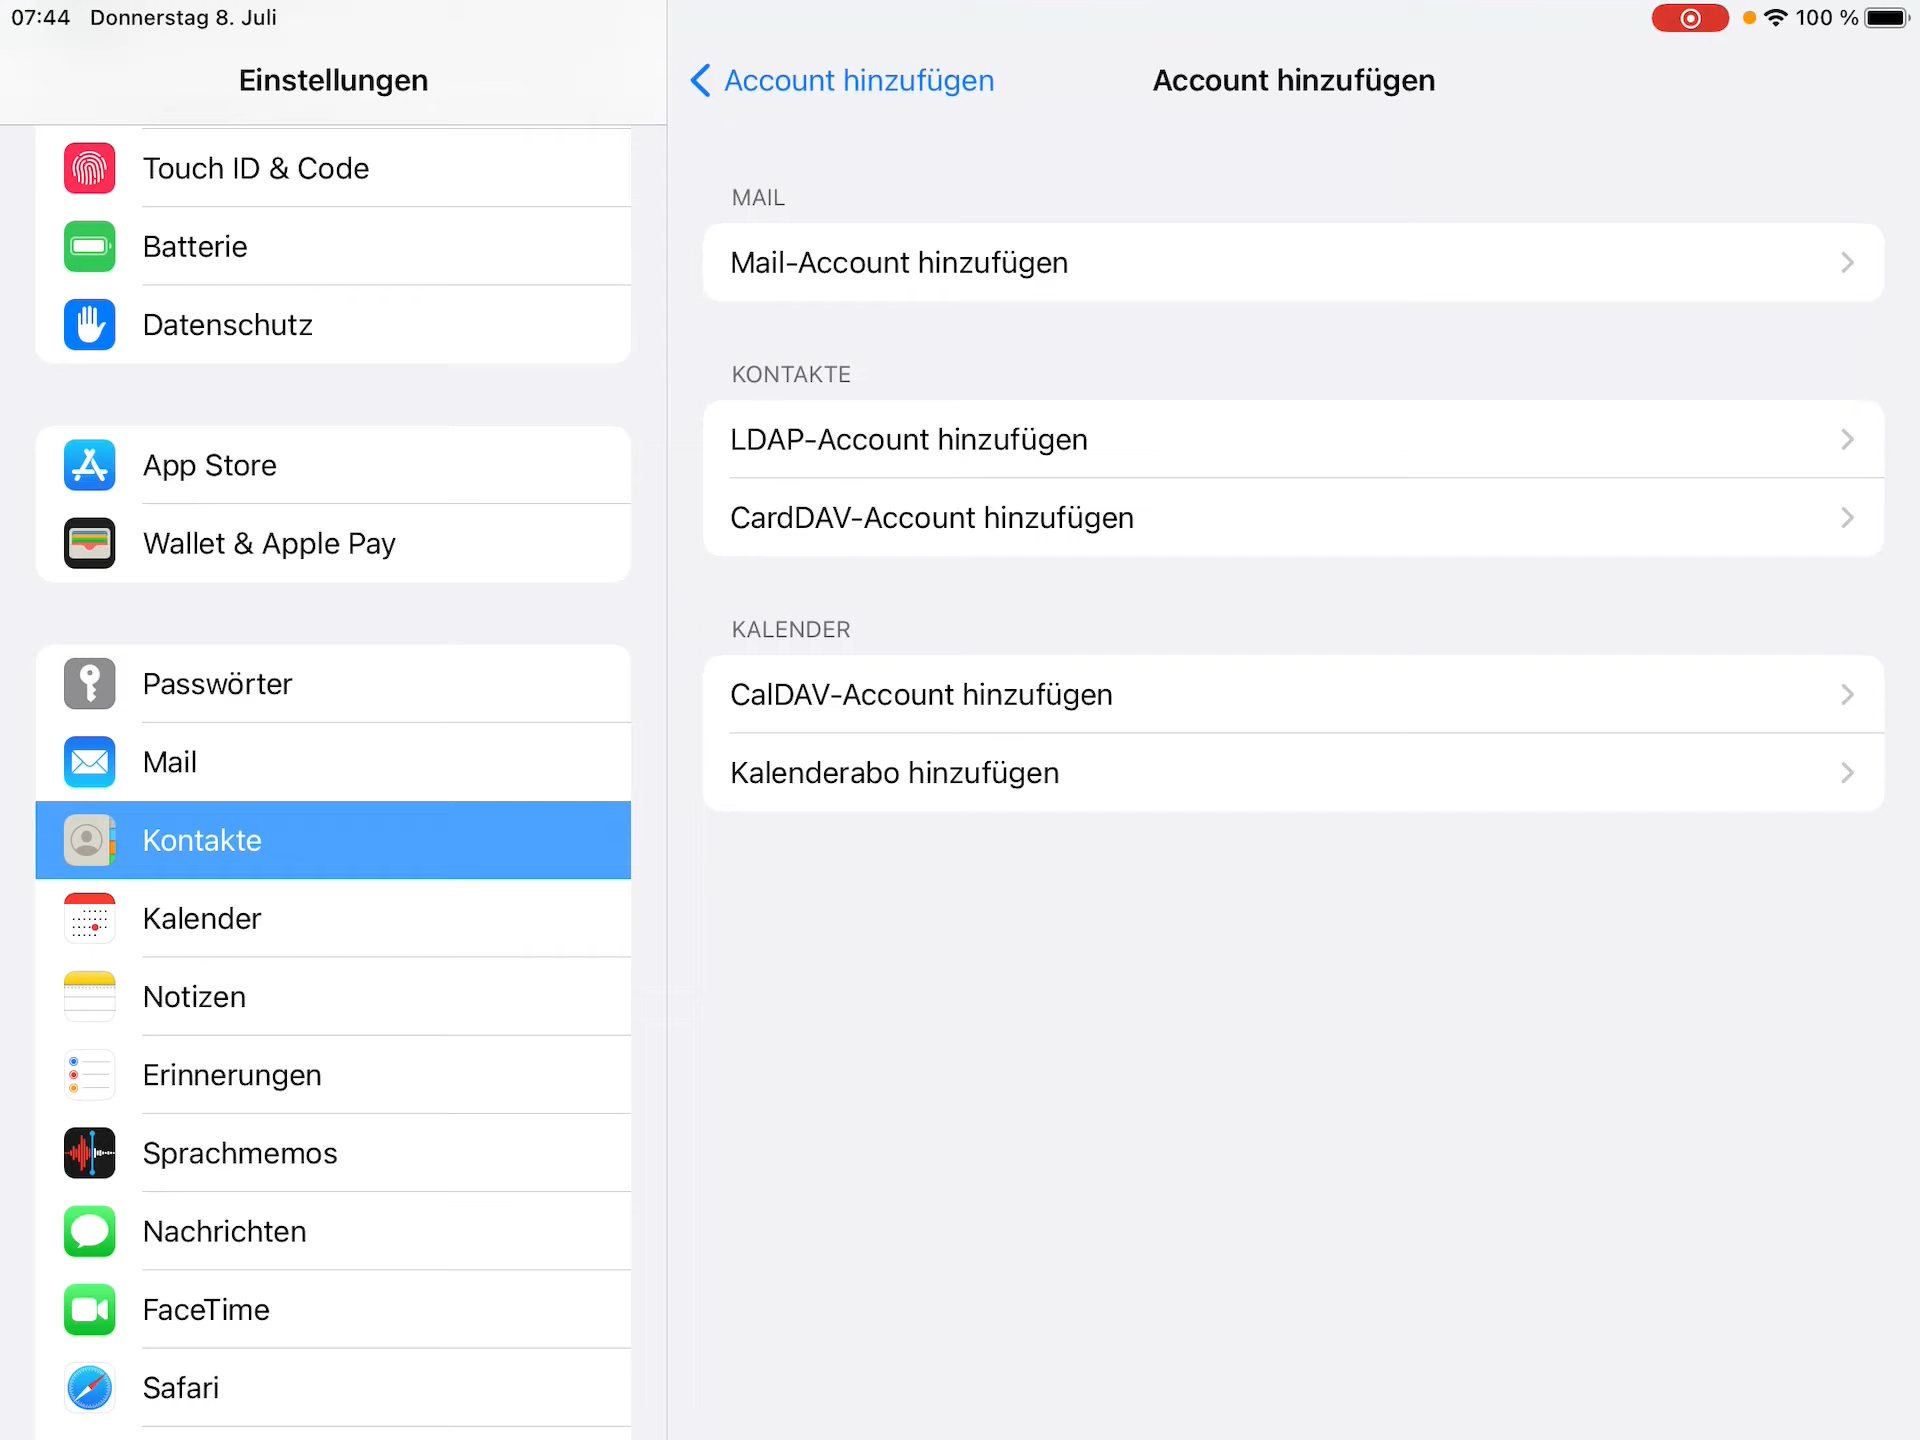 07:44 Donnerstag 8. Juli
100 %
Einstellungen
Touch ID & Code
Batterie
Datenschutz
App Store
Wallet & Apple Pay
Passwörter
Mail
Kontakte
Kalender
Notizen
Erinnerungen
Sprachmemos
Nachrichten
FaceTime
Safari
Account hinzufügen
Account hinzufügen
MAIL
Mail-Account hinzufügen
KONTAKTE
LDAP-Account hinzufügen
CardDAV-Account hinzufügen
KALENDER
CalDAV-Account hinzufügen
Kalenderabo hinzufügen